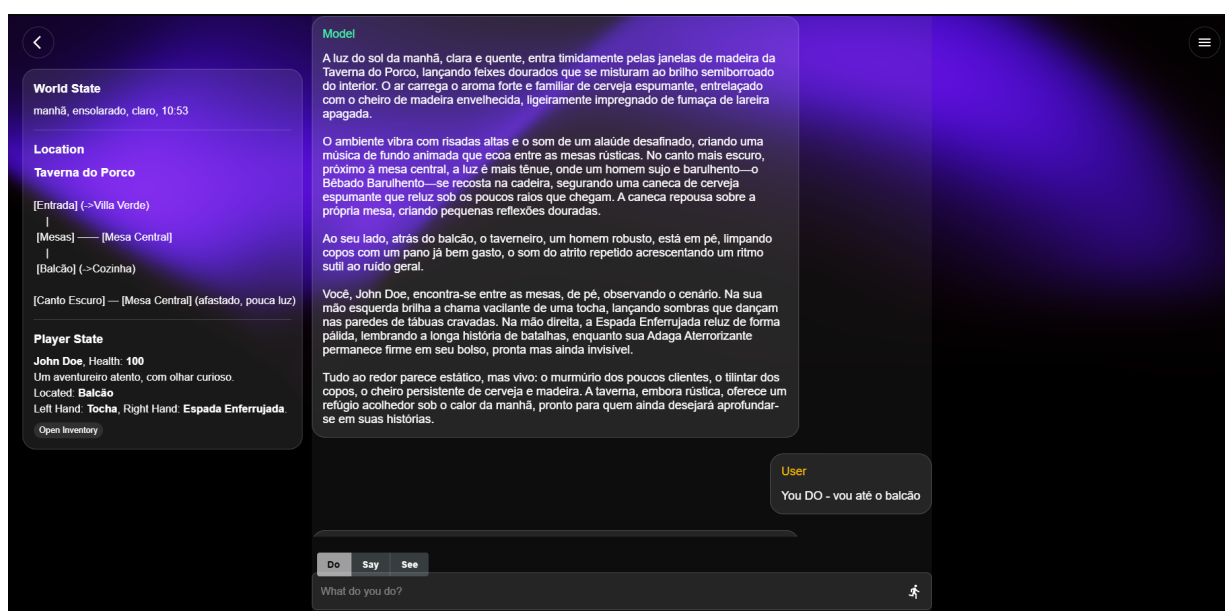 World State
manhã, ensolarado, claro, 10:53
Location
Taverna do Porco
[Entrada] (->Villa Verde)
|
[Mesas] —— [Mesa Central]
|
[Balcão] (->Cozinha)
[Canto Escuro] — [Mesa Central] (afastado, pouca luz)
Player State
John Doe, Health: 100
Um aventureiro atento, com olhar curioso.
Located: Balcão
Left Hand: Tocha, Right Hand: Espada Enferrujada.
Open Inventory
Model
A luz do sol da manhã, clara e quente, entra timidamente pelas janelas de madeira da
Taverna do Porco, lançando feixes dourados que se misturam ao brilho semiborroado
do interior. O ar carrega o aroma forte e familiar de cerveja espumante, entrelaçado
com o cheiro de madeira envelhecida, ligeiramente impregnado de fumaça de lareira
apagada.
O ambiente vibra com risadas altas e o som de um alaúde desafinado, criando uma
música de fundo animada que ecoa entre as mesas rústicas. No canto mais escuro,
próximo à mesa central, a luz é mais tênue, onde um homem sujo e barulhento—o
Bêbado Barulhento—se recosta na cadeira, segurando uma caneca de cerveja
espumante que reluz sob os poucos raios que chegam. A caneca repousa sobre a
própria mesa, criando pequenas reflexões douradas.
Ao seu lado, atrás do balcão, o taverneiro, um homem robusto, está em pé, limpando
copos com um pano já bem gasto, o som do atrito repetido acrescentando um ritmo
sutil ao ruído geral.
Você, John Doe, encontra-se entre as mesas, de pé, observando o cenário. Na sua
mão esquerda brilha a chama vacilante de uma tocha, lançando sombras que dançam
nas paredes de tábuas cravadas. Na mão direita, a Espada Enferrujada reluz de forma
pálida, lembrando a longa história de batalhas, enquanto sua Adaga Aterrorizante
permanece firme em seu bolso, pronta mas ainda invisível.
Tudo ao redor parece estático, mas vivo: o murmúrio dos poucos clientes, o tilintar dos
copos, o cheiro persistente de cerveja e madeira. A taverna, embora rústica, oferece um
refúgio acolhedor sob o calor da manhã, pronto para quem ainda desejará aprofundar-
se em suas histórias.
User
You DO - vou até o balcão
Do Say See
What do you do?